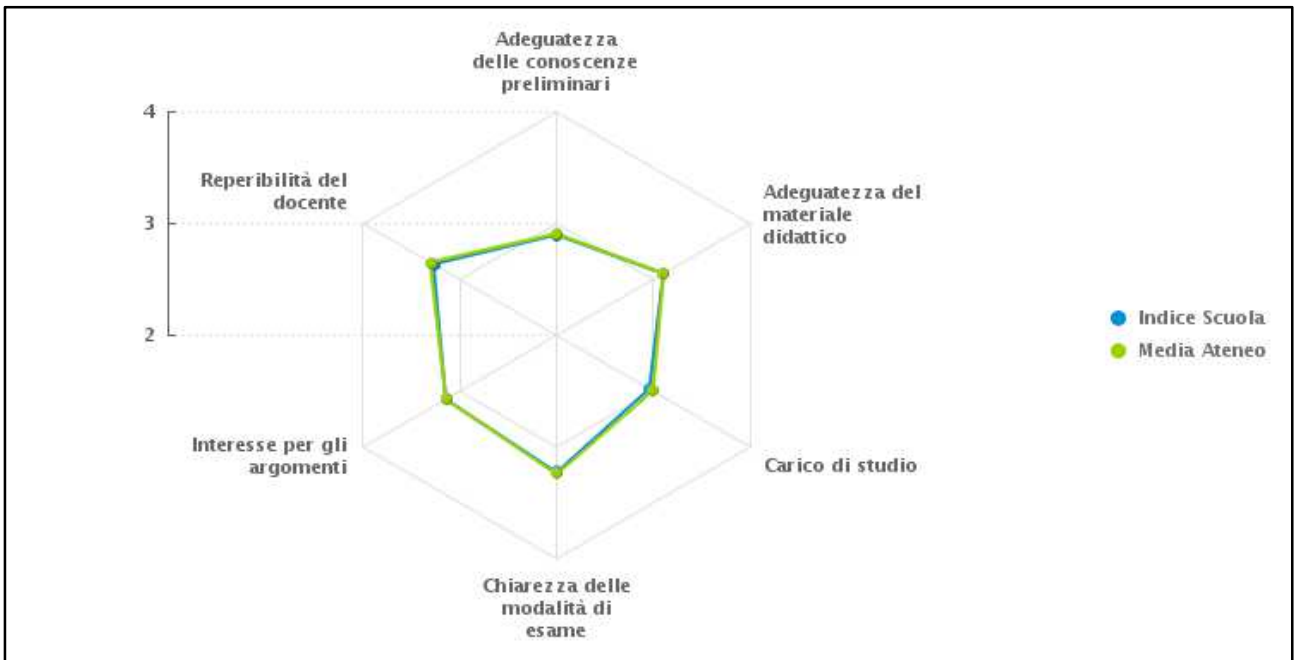 Adeguatezza
delle conoscenze
preliminari
4
Reperibilità del
docente
Adeguatezza del
materiale
didattico
3
2
Indice Scuola
Media Ateneo
Interesse per gli
argomenti
Carico di studio
Chiarezza delle
modalità di
esame